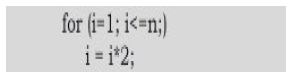 for (i=1; i<=n;)
i = i*2;